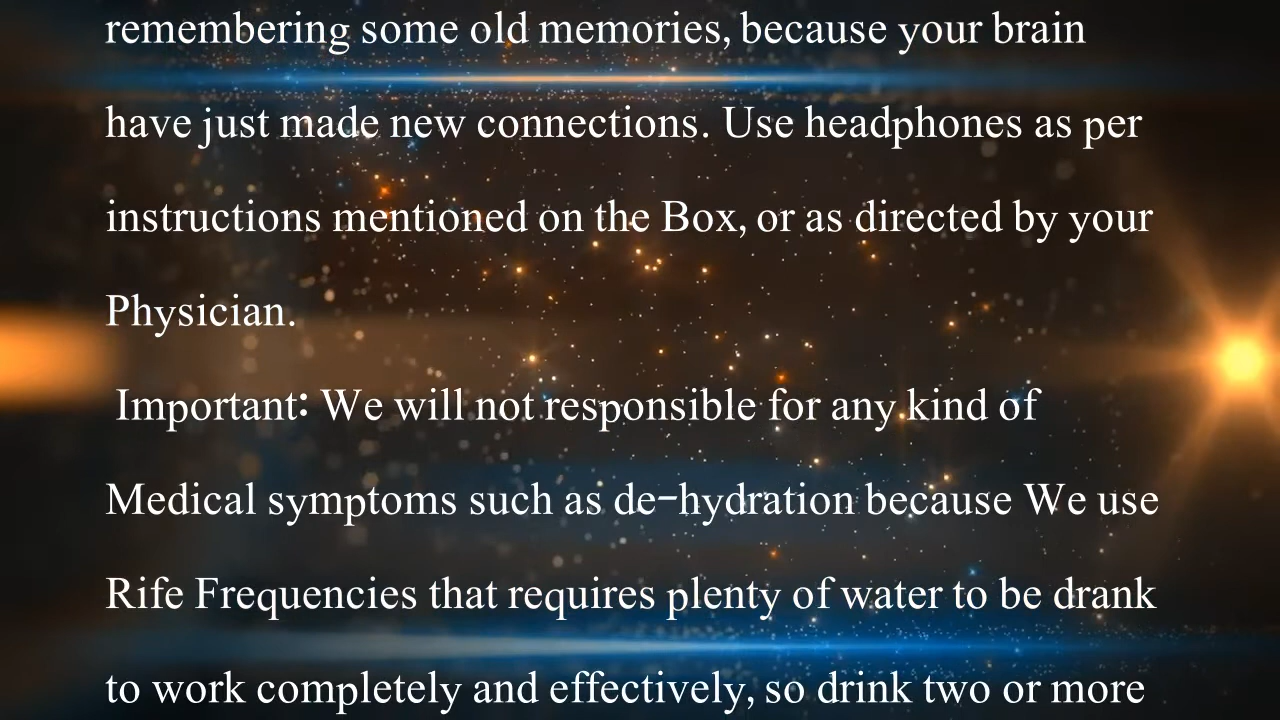 remembering some old memories, because your brain
have just made new connections. Use headphones as per
instructions mentioned on the Box, or as directed by your
Physician.
Important: We will not responsible for any kind of
Medical symptoms such as de-hydration because We use
Rife Frequencies that requires plenty of water to be drank
to work completely and effectively, so drink two or more